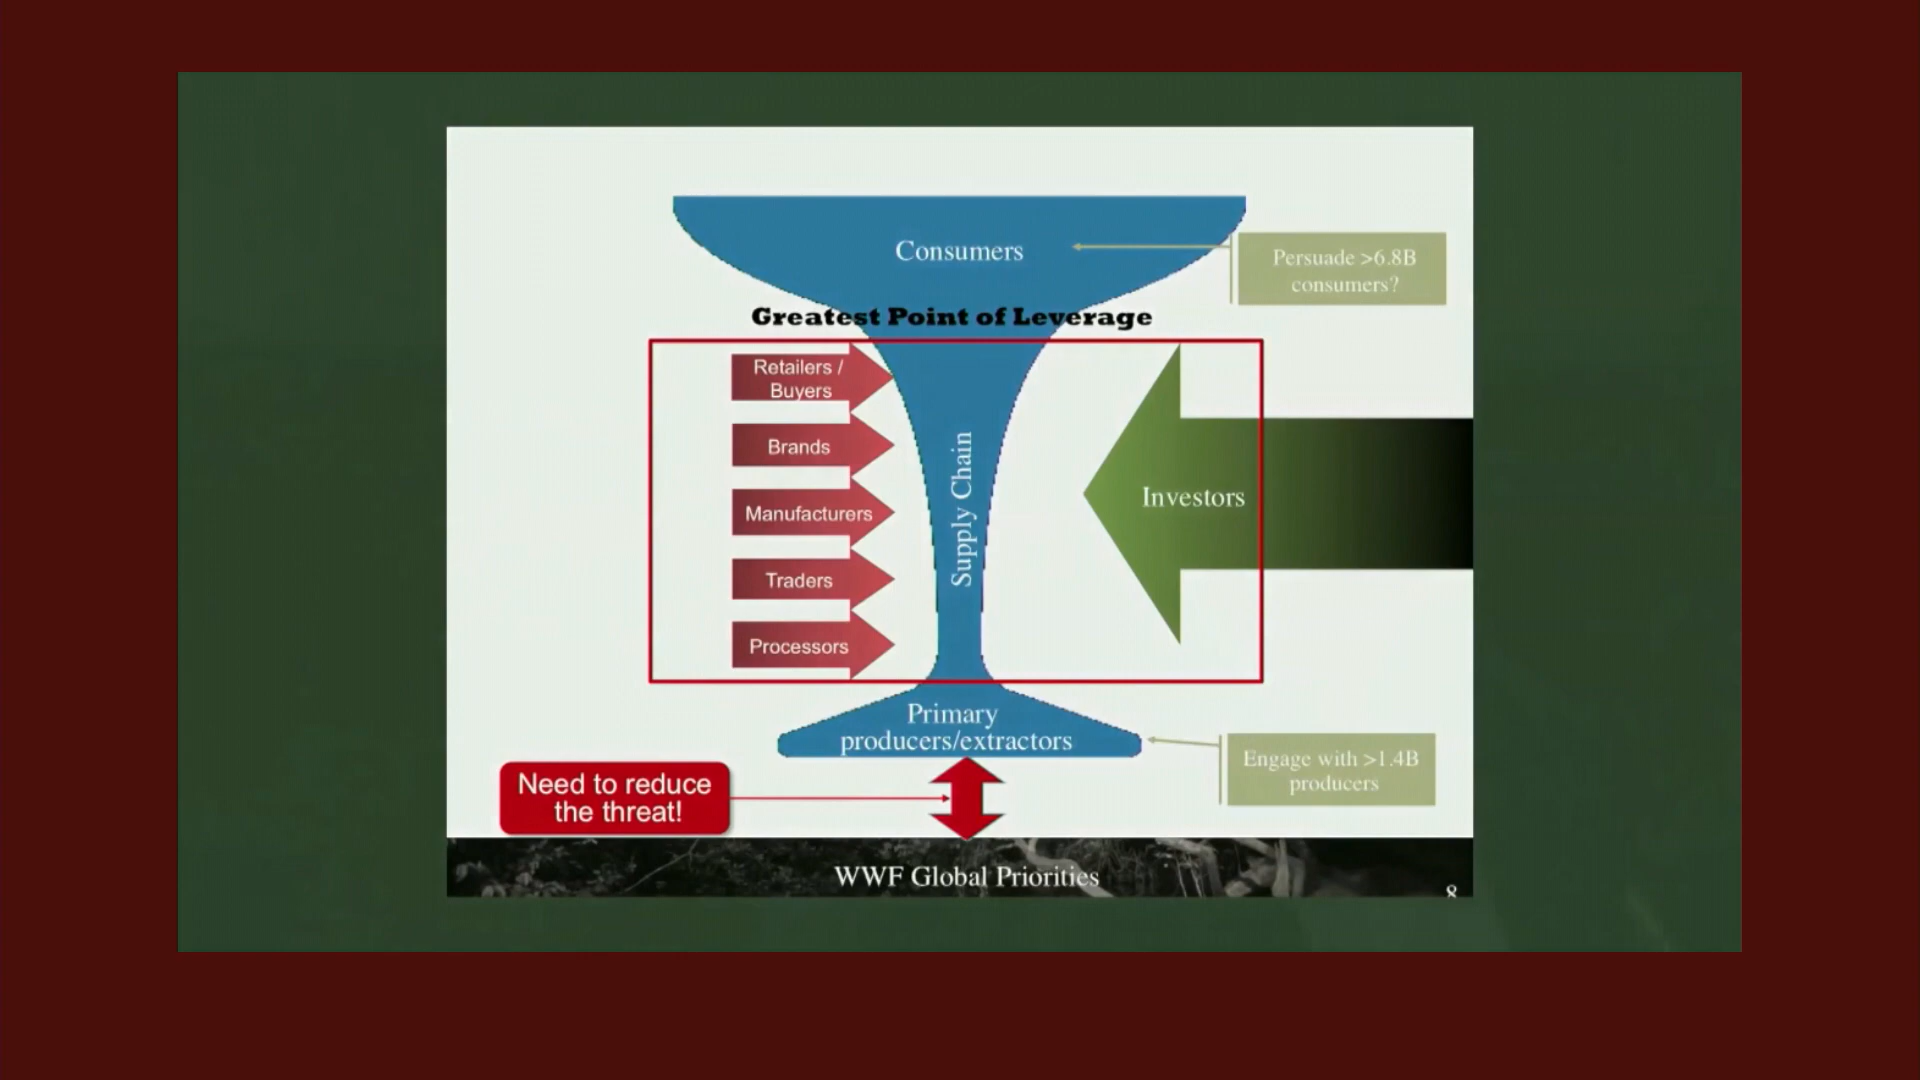 Consumers
Persuade >6.8B
consumers?
Greatest Point of Leverage
Retailers /
Buyers
Brands
Manufacturers
Traders
Processors
Supply Chain
Investors
Primary
producers/extractors
Engage with >1.4B
producers
Need to reduce
the threat!
WWF Global Priorities
8